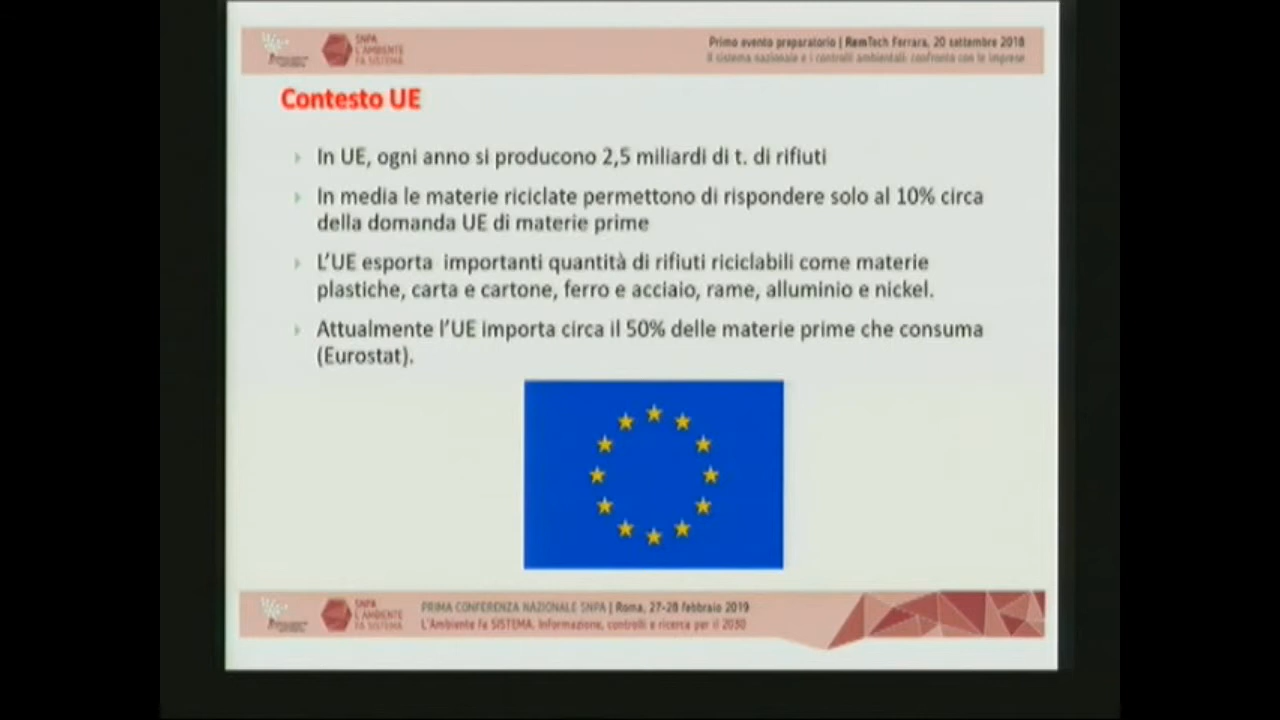 SNPA
L'AMBIENTE
FA SISTEMA
Primo evento preparatorio | RemTech Ferrara, 20 settembre 2018
Il sistema nazionale e i controlli ambientali: confronto con le imprese
Contesto UE
In UE, ogni anno si producono 2,5 miliardi di t. di rifiuti
In media le materie riciclate permettono di rispondere solo al 10% circa
della domanda UE di materie prime
L'UE esporta importanti quantità di rifiuti riciclabili come materie
plastiche, carta e cartone, ferro e acciaio, rame, alluminio e nickel.
Attualmente l'UE importa circa il 50% delle materie prime che consuma
(Eurostat).
SNPA
L'AMBIENTE
FA SISTEMA
PRIMA CONFERENZA NAZIONALE SNPA | Roma, 27-28 febbraio 2019
L'Ambiente fa SISTEMA. Informazione, controlli e ricerca per il 2030